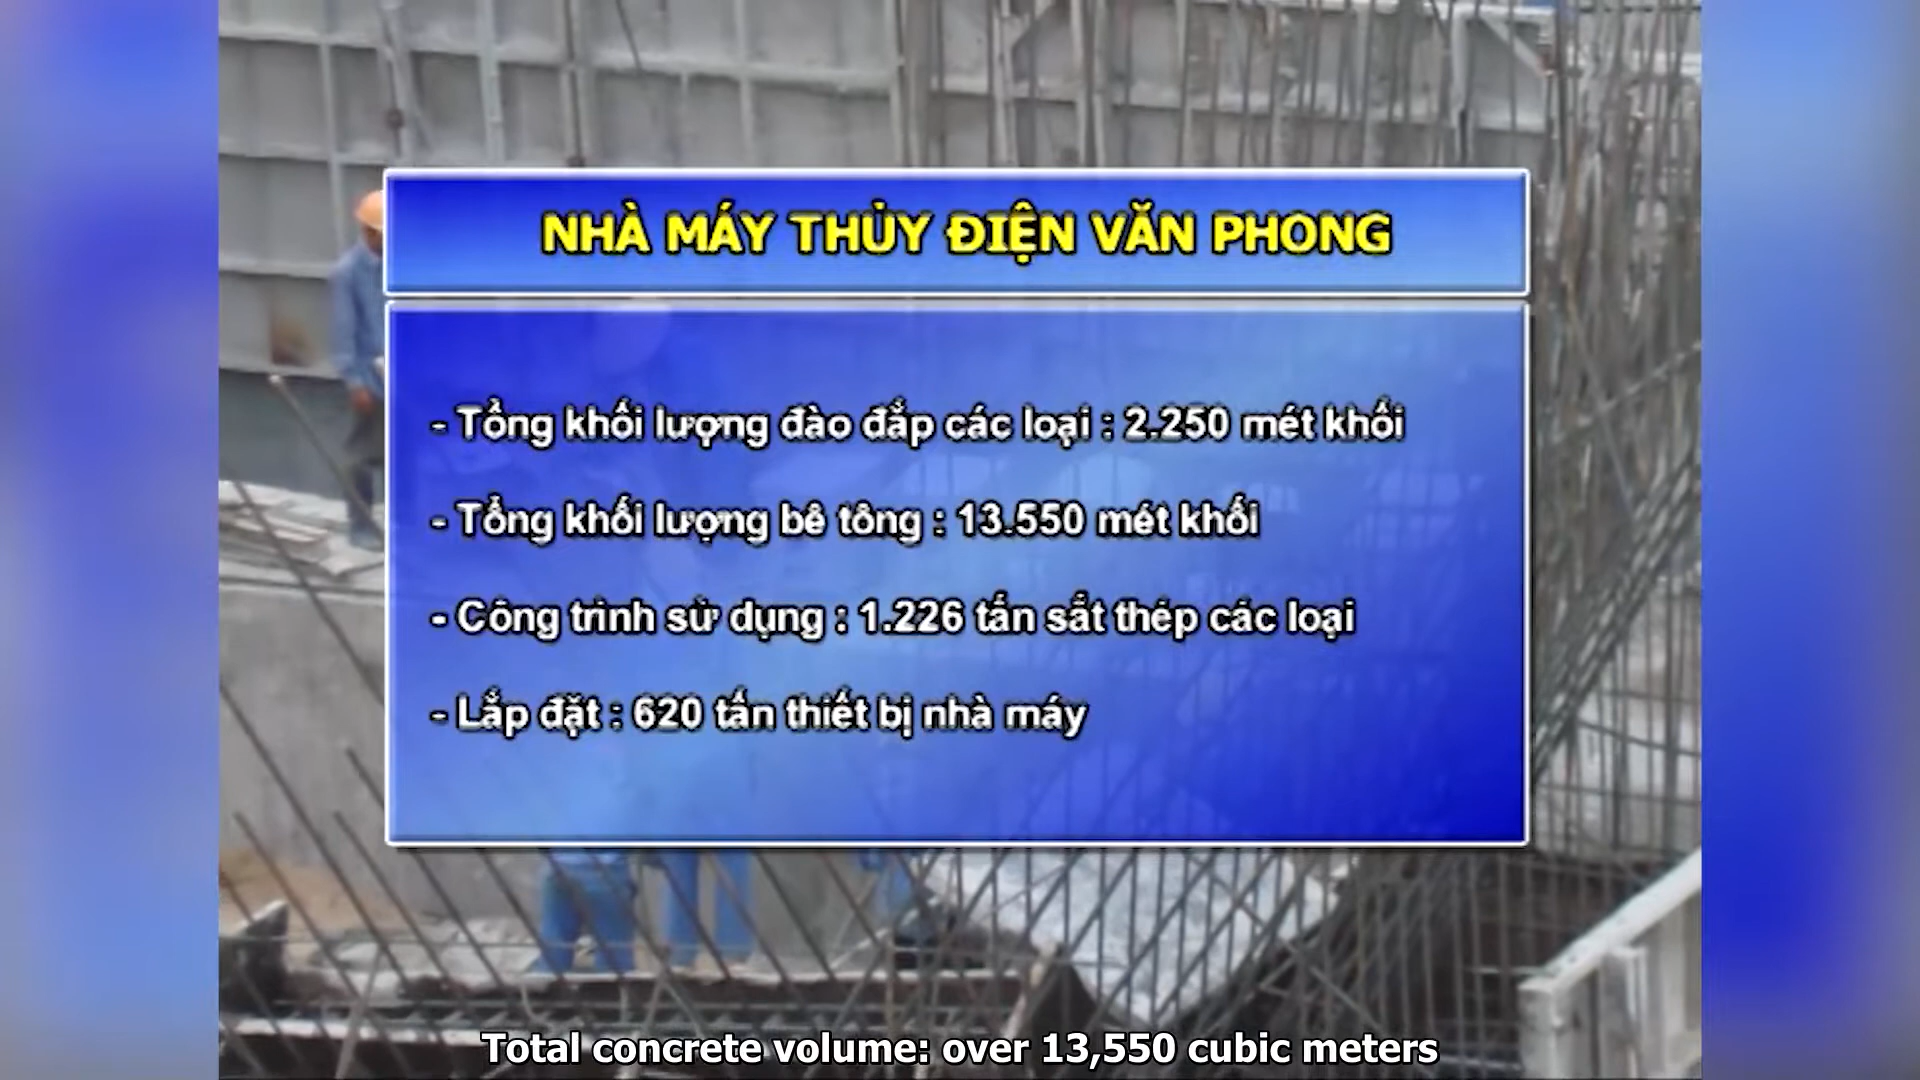 NHÀ MÁY THỦY ĐIỆN VĂN PHONG
- Tổng khối lượng đào đắp các loại : 2.250 mét khối
- Tổng khối lượng bê tông : 13.550 mét khối
- Công trình sử dụng : 1.226 tấn sắt thép các loại
- Lắp đặt : 620 tấn thiết bị nhà máy
Total concrete volume: over 13,550 cubic meters